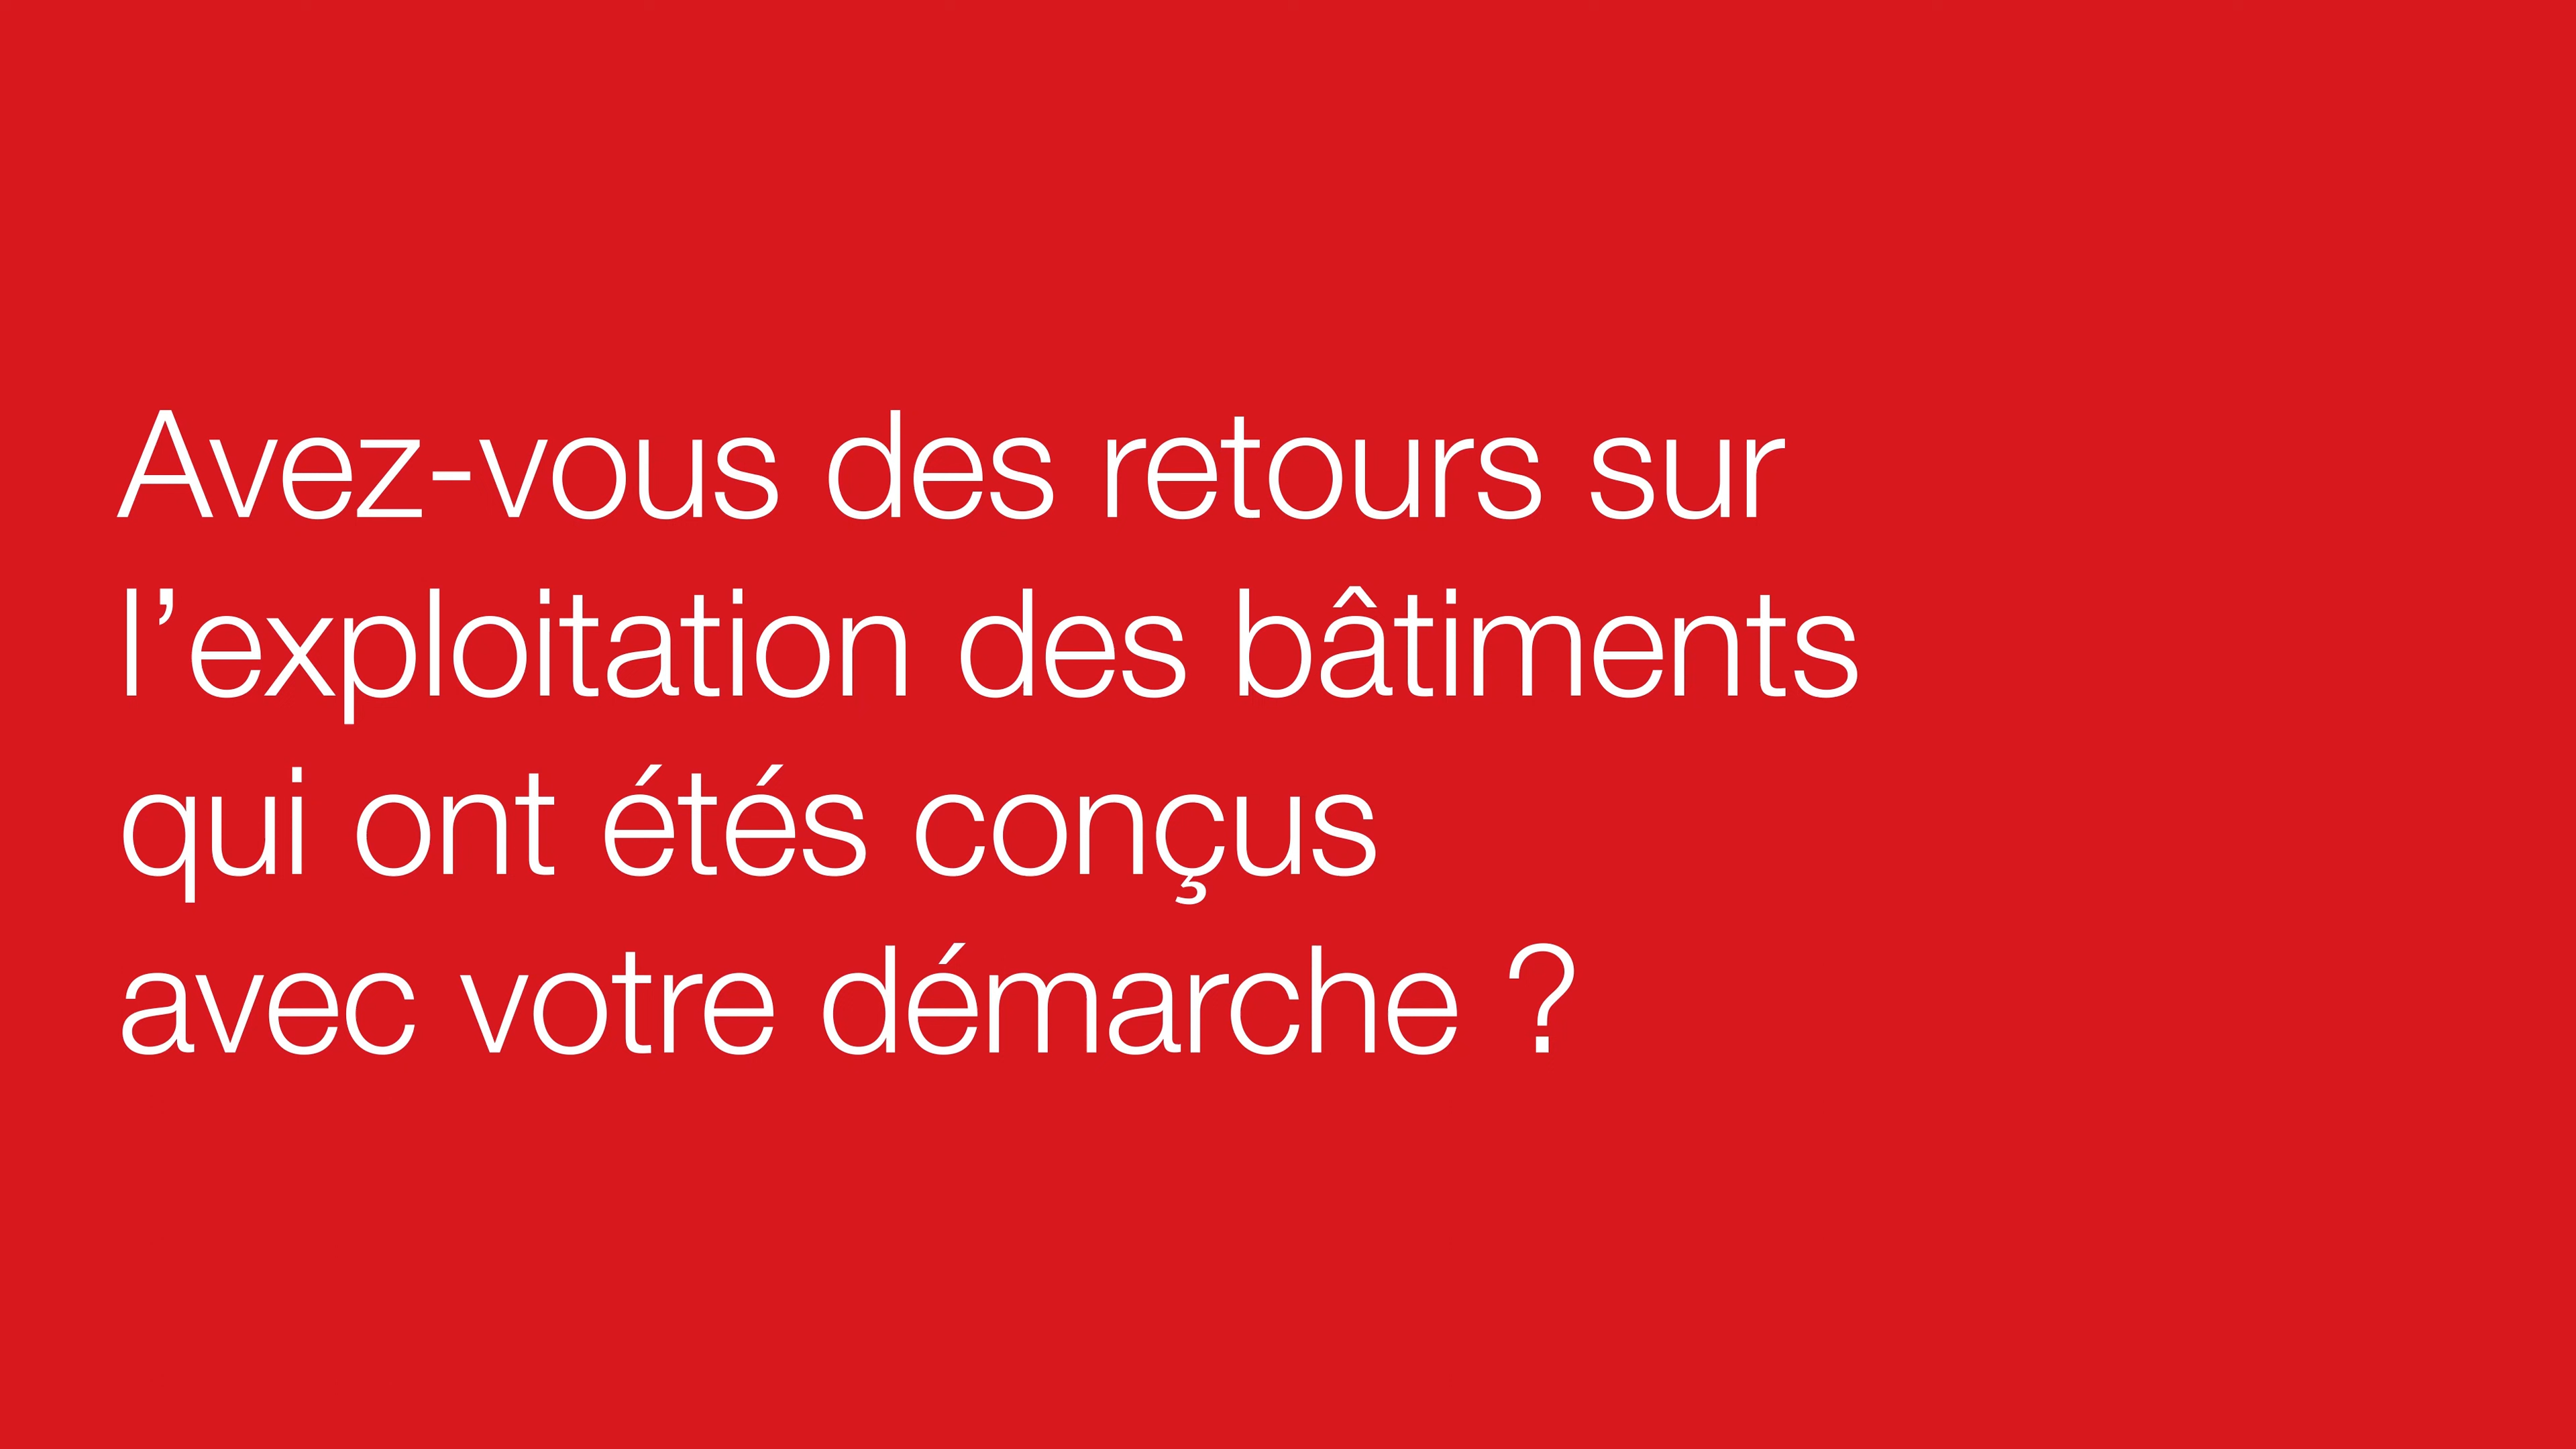 Avez-vous des retours sur
l’exploitation des bâtiments
qui ont étés conçus
avec votre démarche ?